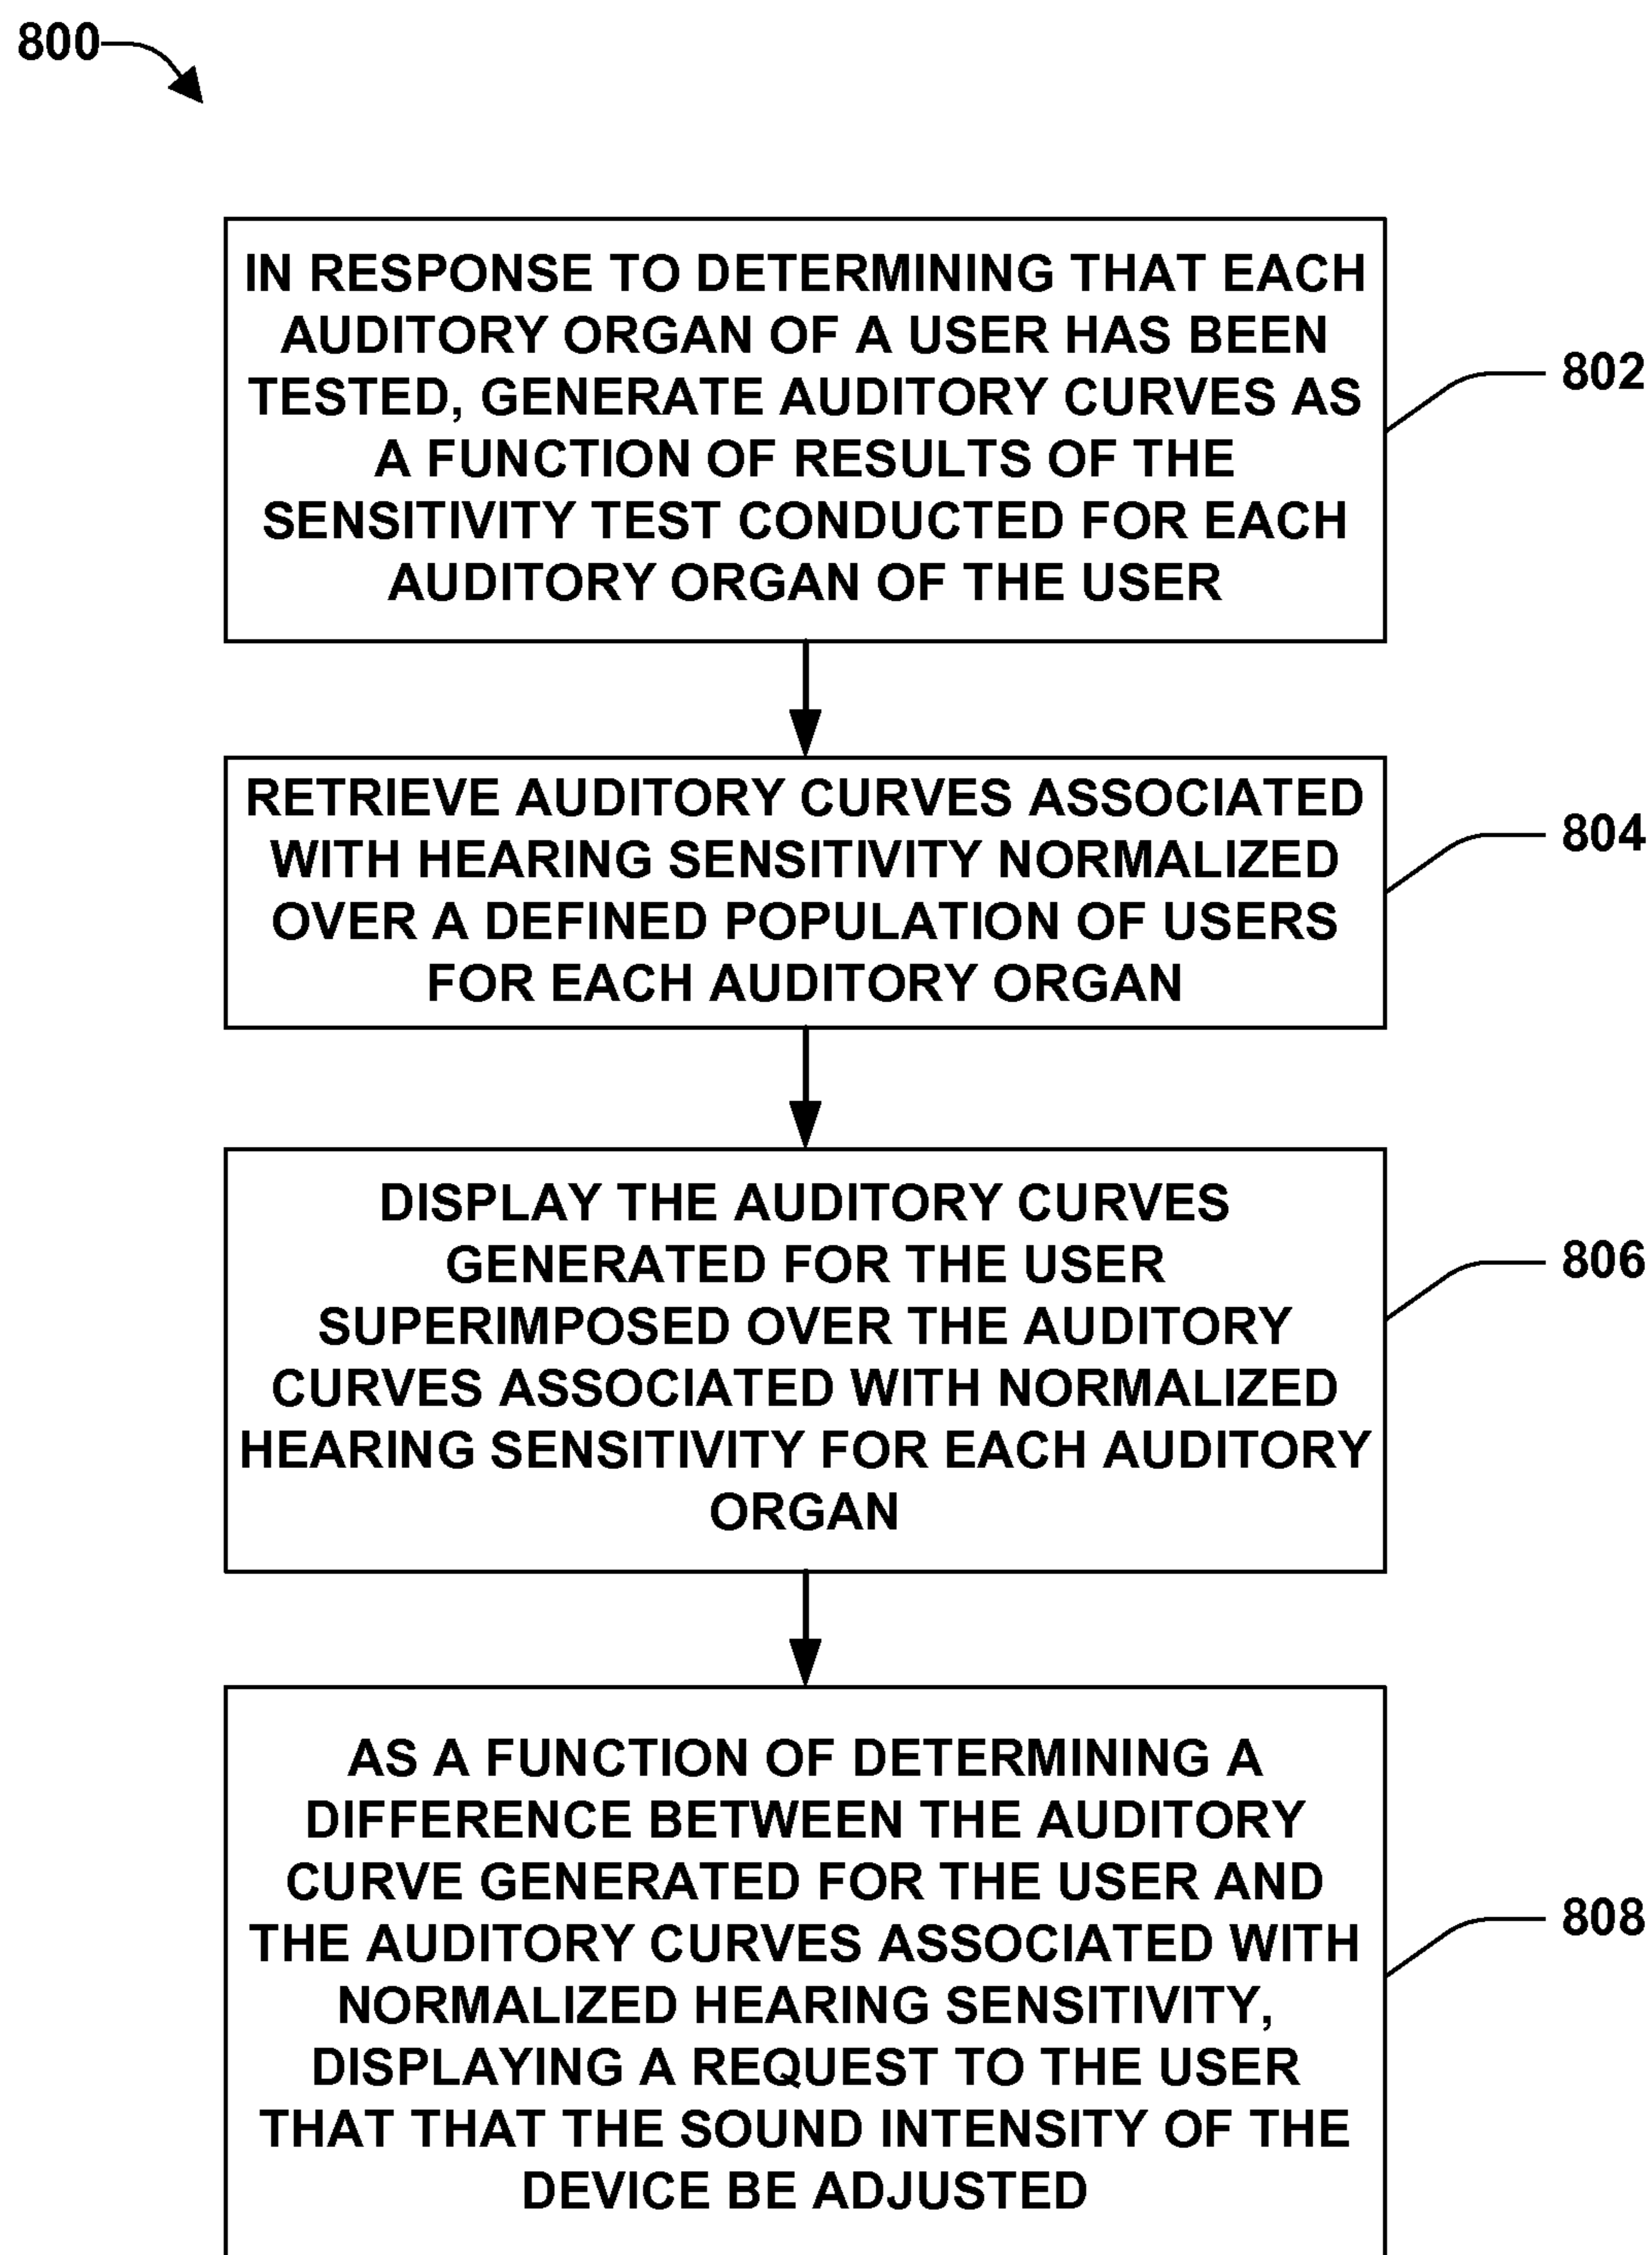 800
IN RESPONSE TO DETERMINING THAT EACH
AUDITORY ORGAN OF A USER HAS BEEN
TESTED, GENERATE AUDITORY CURVES AS
A FUNCTION OF RESULTS OF THE
SENSITIVITY TEST CONDUCTED FOR EACH
AUDITORY ORGAN OF THE USER
802
RETRIEVE AUDITORY CURVES ASSOCIATED
WITH HEARING SENSITIVITY NORMALIZED
OVER A DEFINED POPULATION OF USERS
FOR EACH AUDITORY ORGAN
804
DISPLAY THE AUDITORY CURVES
GENERATED FOR THE USER
SUPERIMPOSED OVER THE AUDITORY
CURVES ASSOCIATED WITH NORMALIZED
HEARING SENSITIVITY FOR EACH AUDITORY
ORGAN
806
AS A FUNCTION OF DETERMINING A
DIFFERENCE BETWEEN THE AUDITORY
CURVE GENERATED FOR THE USER AND
THE AUDITORY CURVES ASSOCIATED WITH
NORMALIZED HEARING SENSITIVITY,
DISPLAYING A REQUEST TO THE USER
THAT THAT THE SOUND INTENSITY OF THE
DEVICE BE ADJUSTED
808